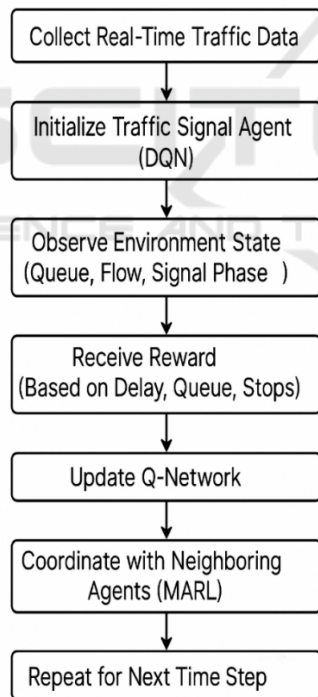 Collect Real-Time Traffic Data
Initialize Traffic Signal Agent
(DQN)
Observe Environment State
(Queue, Flow, Signal Phase )
Receive Reward
(Based on Delay, Queue, Stops)
Update Q-Network
Coordinate with Neighboring
Agents (MARL)
Repeat for Next Time Step